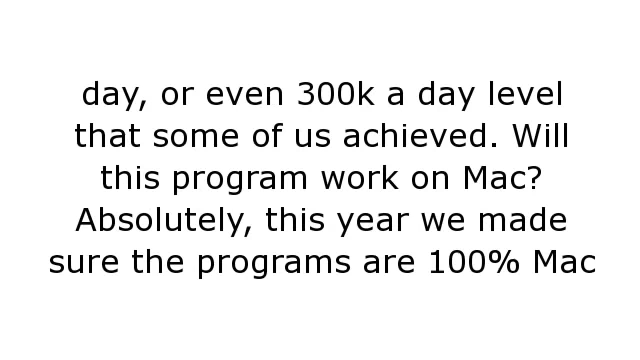 day, or even 300k a day level
that some of us achieved. Will
this program work on Mac?
Absolutely, this year we made
sure the programs are 100% Mac